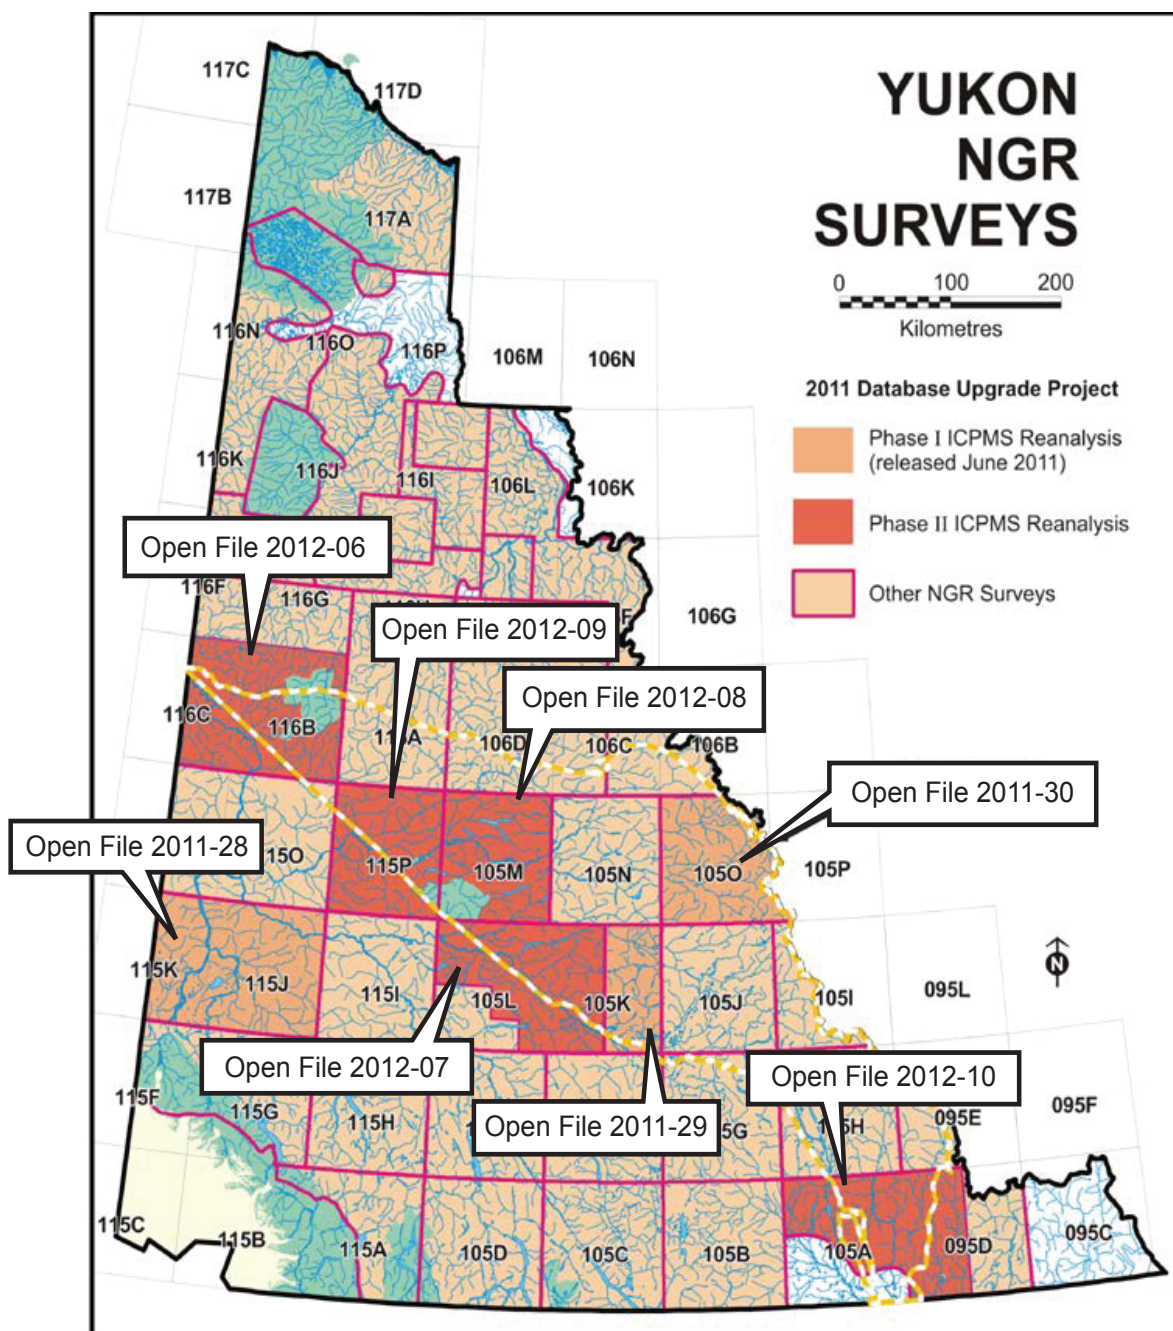 117C
117D
YUKON
NGR
SURVEYS
117B
117A
0 100 200
Kilometres
116N
116O
116P
106M
106N
2011 Database Upgrade Project
Phase I ICPMS Reanalysis
(released June 2011)
116K
116J
116I
106L
106K
Phase II ICPMS Reanalysis
Open File 2012-06
116F
116G
Other NGR Surveys
F
106G
Open File 2012-09
Open File 2012-08
116C
116B
A
106D
106C
106B
Open File 2011-30
Open File 2011-28
15O
115P
105M
105N
105O
105P
115K
115J
115I
105L
105K
105J
105I
095L
Open File 2012-07
Open File 2012-10
115F
115G
115H
Open File 2011-29
5G
H
095E
095F
115C
115B
115A
105D
105C
105B
105A
095D
095C